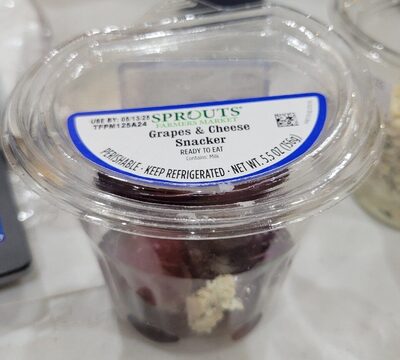 USE BY: 05/13/25
TFPM125A24
SPROUTS
FARMERS MARKET
Grapes & Cheese
Snacker
READY TO EAT
Contains: Milk
PERISHABLE · KEEP REFRIGERATED · NET WT. 5.5 OZ (156g)